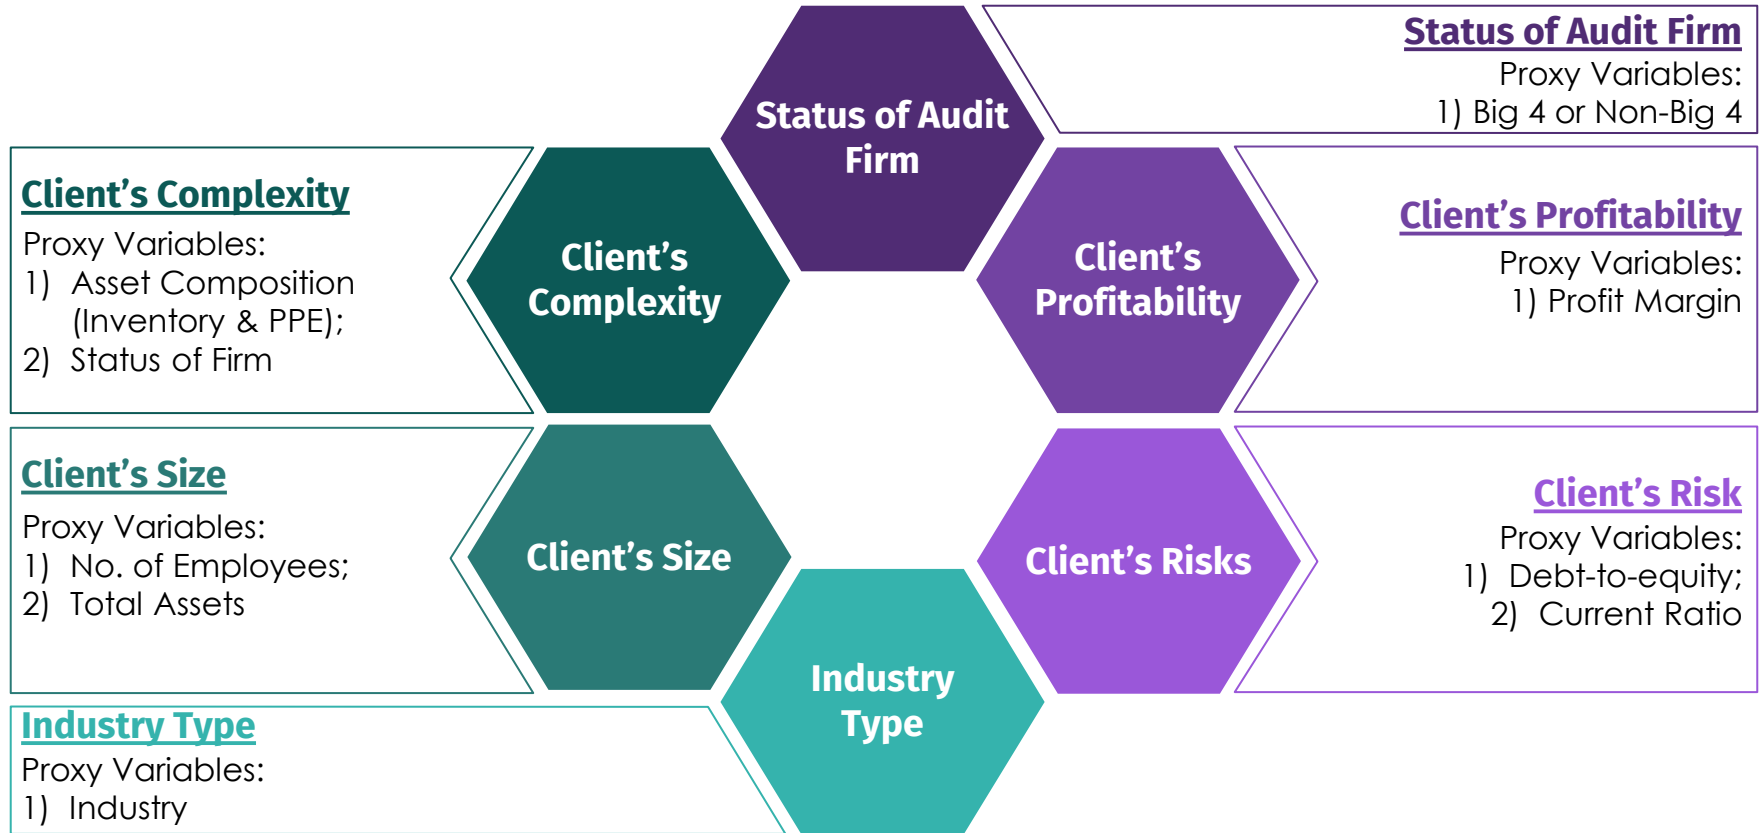 Status of Audit Firm
Proxy Variables:
1) Big 4 or Non-Big 4
Status of Audit
Firm
Client's Complexity
Proxy Variables:
1) Asset Composition
(Inventory & PPE);
2) Status of Firm
Client's
Complexity
Client's
Profitability
Client's Profitability
Proxy Variables:
1) Profit Margin
Client's Size
Proxy Variables:
1) No. of Employees;
2) Total Assets
Client's Size
Client's Risks
Client's Risk
Proxy Variables:
1) Debt-to-equity;
2) Current Ratio
Industry
Type
Industry Type
Proxy Variables:
1) Industry